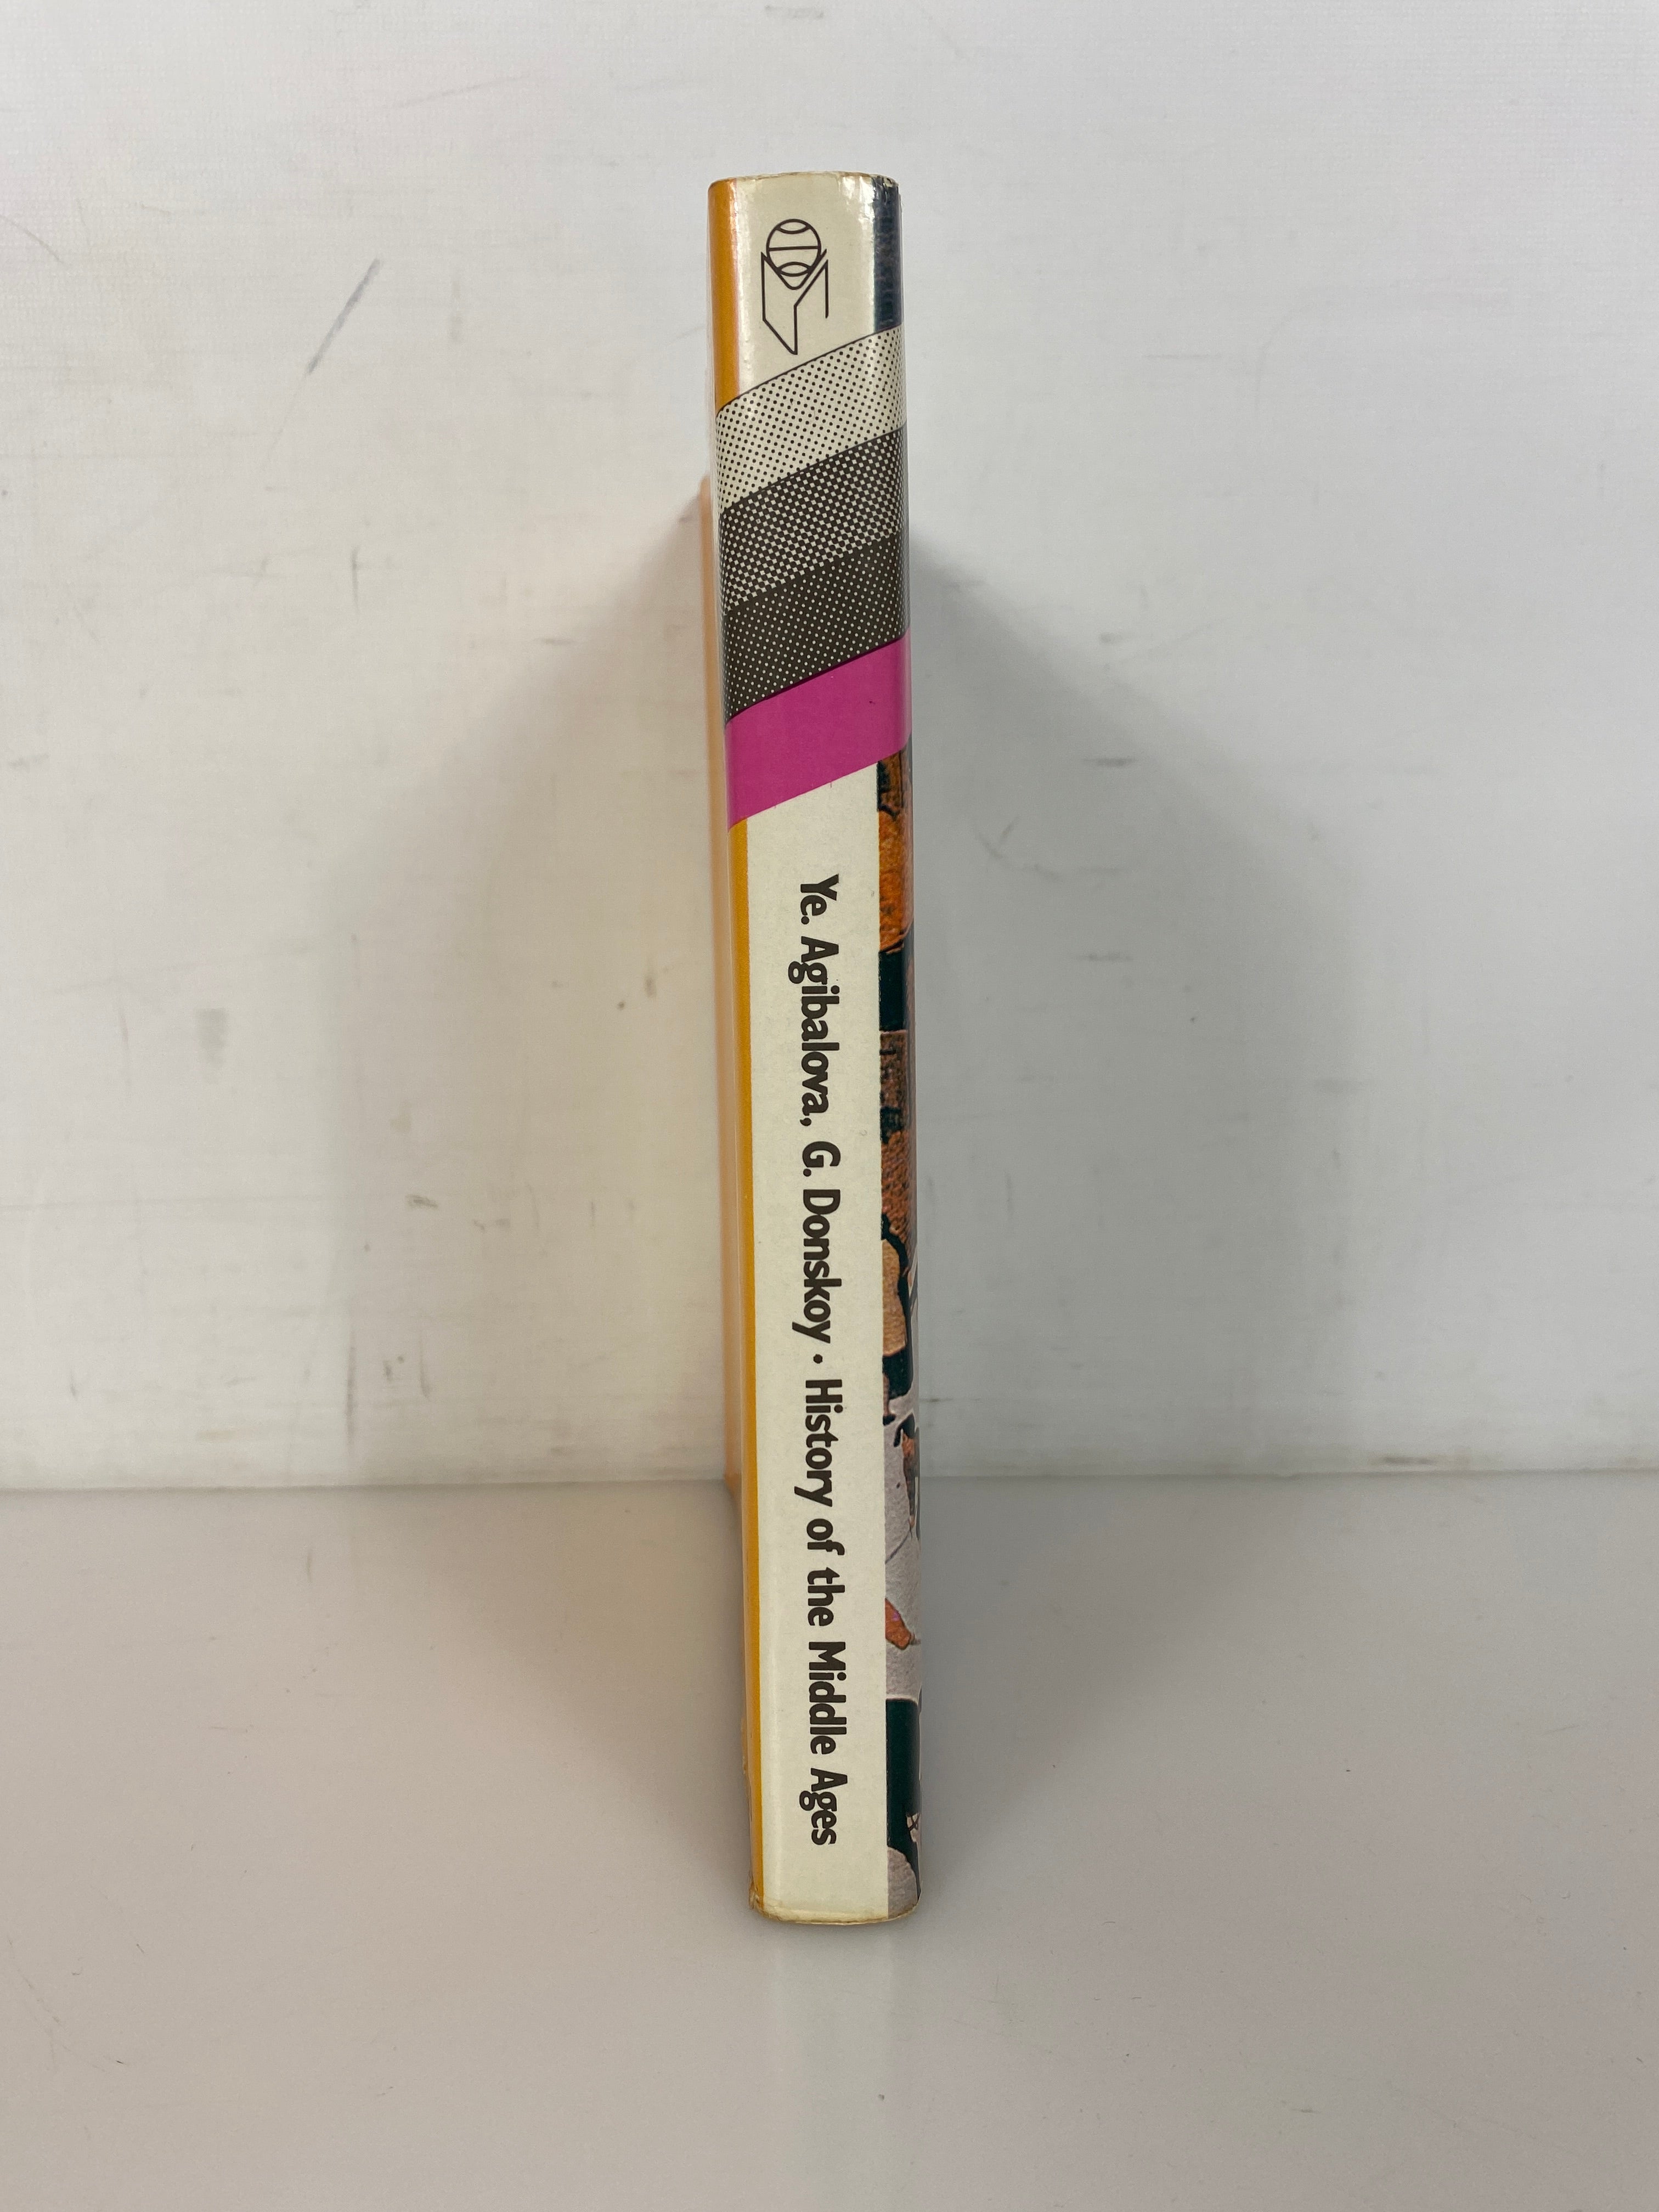 Ye. Agibalova, G. Donskoy • History of the Middle Ages